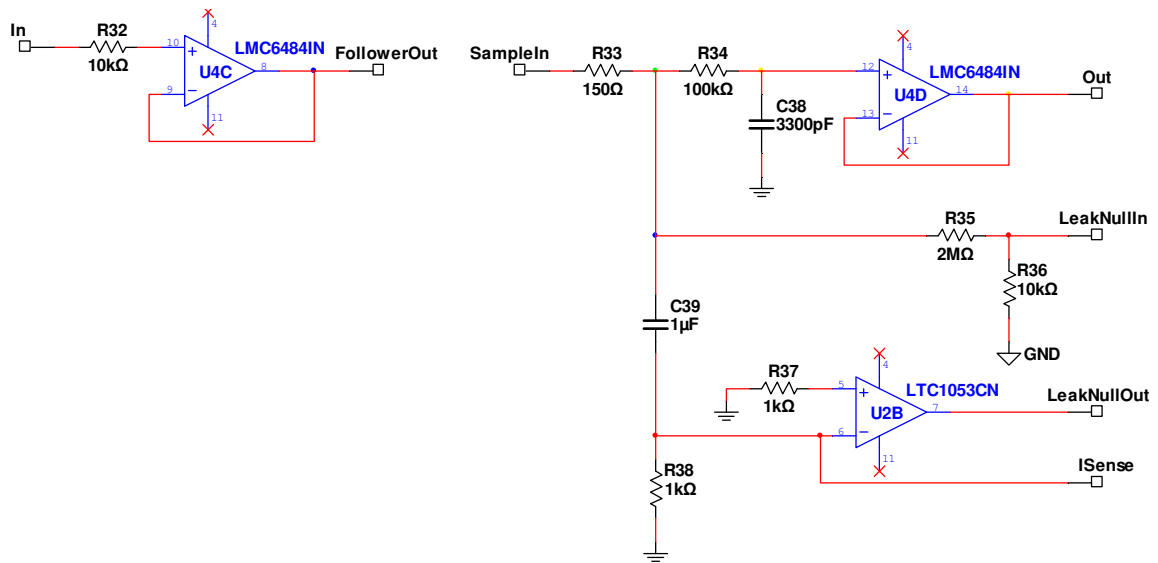 In
R32
10kΩ
10
9
4
+
−
U4C
11
8
LMC6484IN
FollowerOut
SampleIn
R33
150Ω
R34
100kΩ
C38
3300pF
12
13
4
+
−
U4D
11
14
LMC6484IN
Out
R35
2MΩ
LeakNullIn
R36
10kΩ
GND
C39
1µF
R37
1kΩ
5
6
4
+
−
U2B
11
7
LTC1053CN
LeakNullOut
ISense
R38
1kΩ